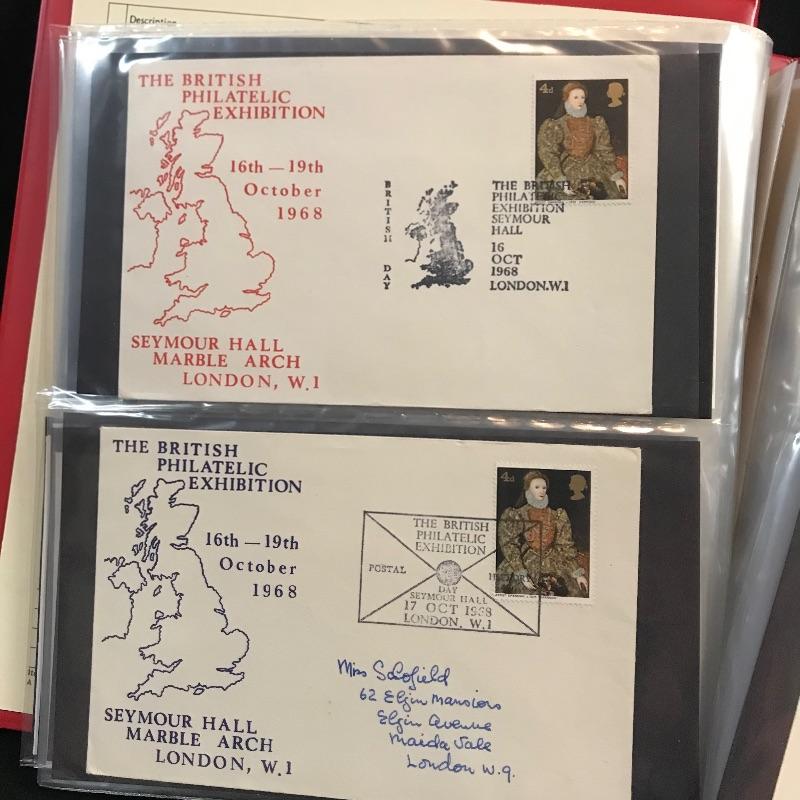 Description
THE BRITISH
PHILATELIC
EXHIBITION
16th — 19th
October
1968
SEYMOUR HALL
MARBLE ARCH
LONDON, W.1
4d
BRITISH DAY
THE BRITISH
PHILATELIC
EXHIBITION
SEYMOUR
HALL
16
OCT
1968
LONDON.W.1
THE BRITISH
PHILATELIC
EXHIBITION
16th — 19th
October
1968
SEYMOUR HALL
MARBLE ARCH
LONDON, W.1
4d
THE BRITISH
PHILATELIC
EXHIBITION
POSTAL HISTORY
DAY
SEYMOUR HALL
17 OCT 1968
LONDON, W.1
Miss Schofield
62 Elgin Mansions
Elgin Avenue
Maida Vale
London W.9.